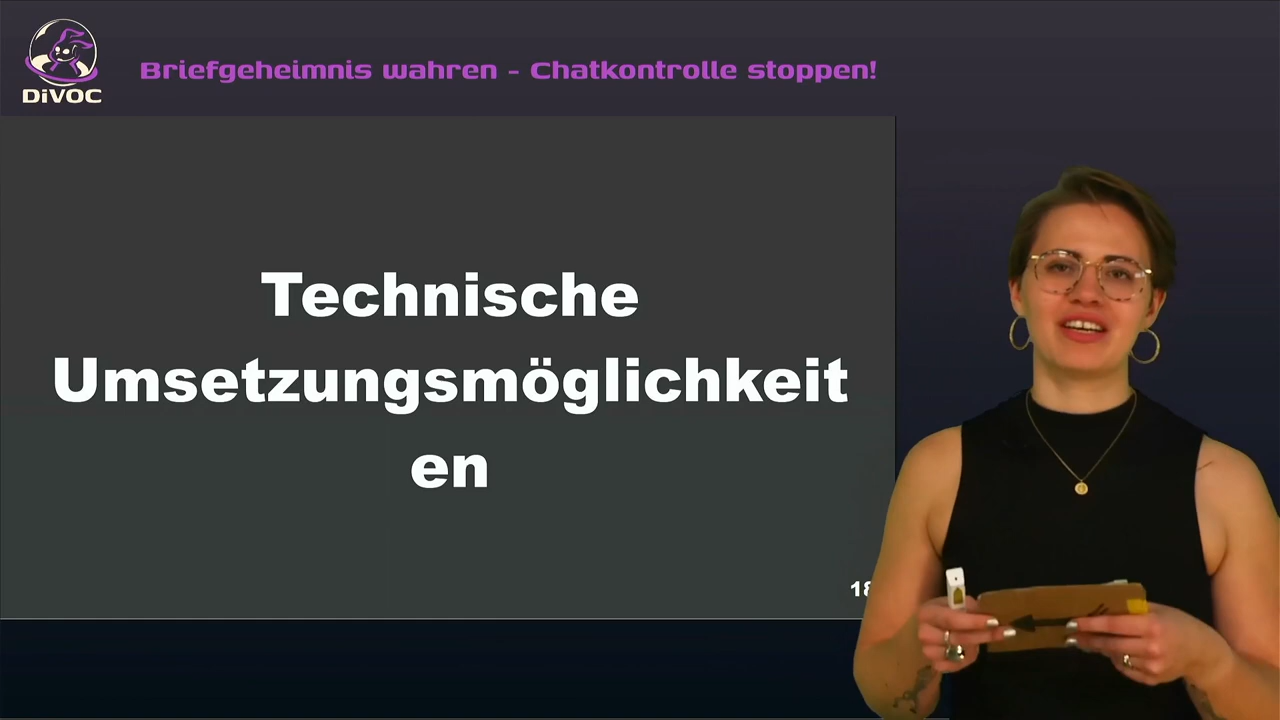 DiVOC
Briefgeheimnis wahren - Chatkontrolle stoppen!
Technische
Umsetzungsmöglichkeit
en